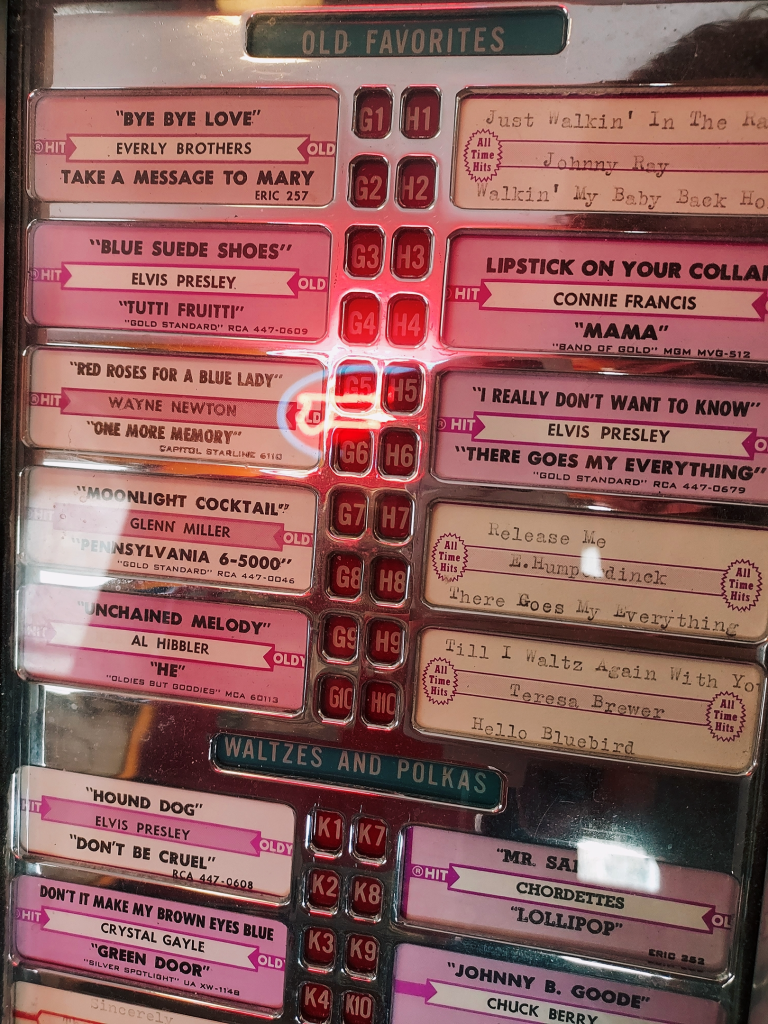 OLD FAVORITES
"BYE BYE LOVE"
® HIT EVERLY BROTHERS OLD
TAKE A MESSAGE TO MARY
ERIC 257
G1 H1
G2 H2
Just Walkin' In The
All Time Hits
Johnny Ray
Walkin' My Baby Back
"BLUE SUEDE SHOES"
® HIT ELVIS PRESLEY OLD
"TUTTI FRUITTI"
"GOLD STANDARD" RCA 447-0609
G3 H3
G4 H4
LIPSTICK ON YOUR COLLAR
HIT CONNIE FRANCIS
"MAMA"
"BAND OF GOLD" MGM MVG-512
"RED ROSES FOR A BLUE LADY"
® HIT WAYNE NEWTON
"ONE MORE MEMORY"
CAPITOL STARLINE 6110
G5 H5
G6 H6
"I REALLY DON'T WANT TO KNOW"
® HIT ELVIS PRESLEY
"THERE GOES MY EVERYTHING"
"GOLD STANDARD" RCA 447-0679
"MOONLIGHT COCKTAIL"
HIT GLENN MILLER OLD
"PENNSYLVANIA 6-5000"
"GOLD STANDARD" RCA 447-0046
G7 H7
G8 H8
Release Me
All Time Hits
E.Humperdinck
All Time Hits
There Goes My Everything
"UNCHAINED MELODY"
AL HIBBLER OLDY
"HE"
"OLDIES BUT GOODIES" MCA 60113
G9 H9
G10 H10
Till I Waltz Again With
All Time Hits
Teresa Brewer
All Time Hits
Hello Bluebird
WALTZES AND POLKAS
"HOUND DOG"
ELVIS PRESLEY OLDY
"DON'T BE CRUEL"
RCA 447-0608
K1 K7
K2 K8
"MR.
® HIT CHORDETTES
"LOLLIPOP"
ERIC
DON'T IT MAKE MY BROWN EYES BLUE
HIT CRYSTAL GAYLE OLD
"GREEN DOOR"
"SILVER SPOTLIGHT" UA XW-1148
K3 K9
K4 K10
"JOHNNY B. GOODE"
CHUCK BERRY
Sincerely